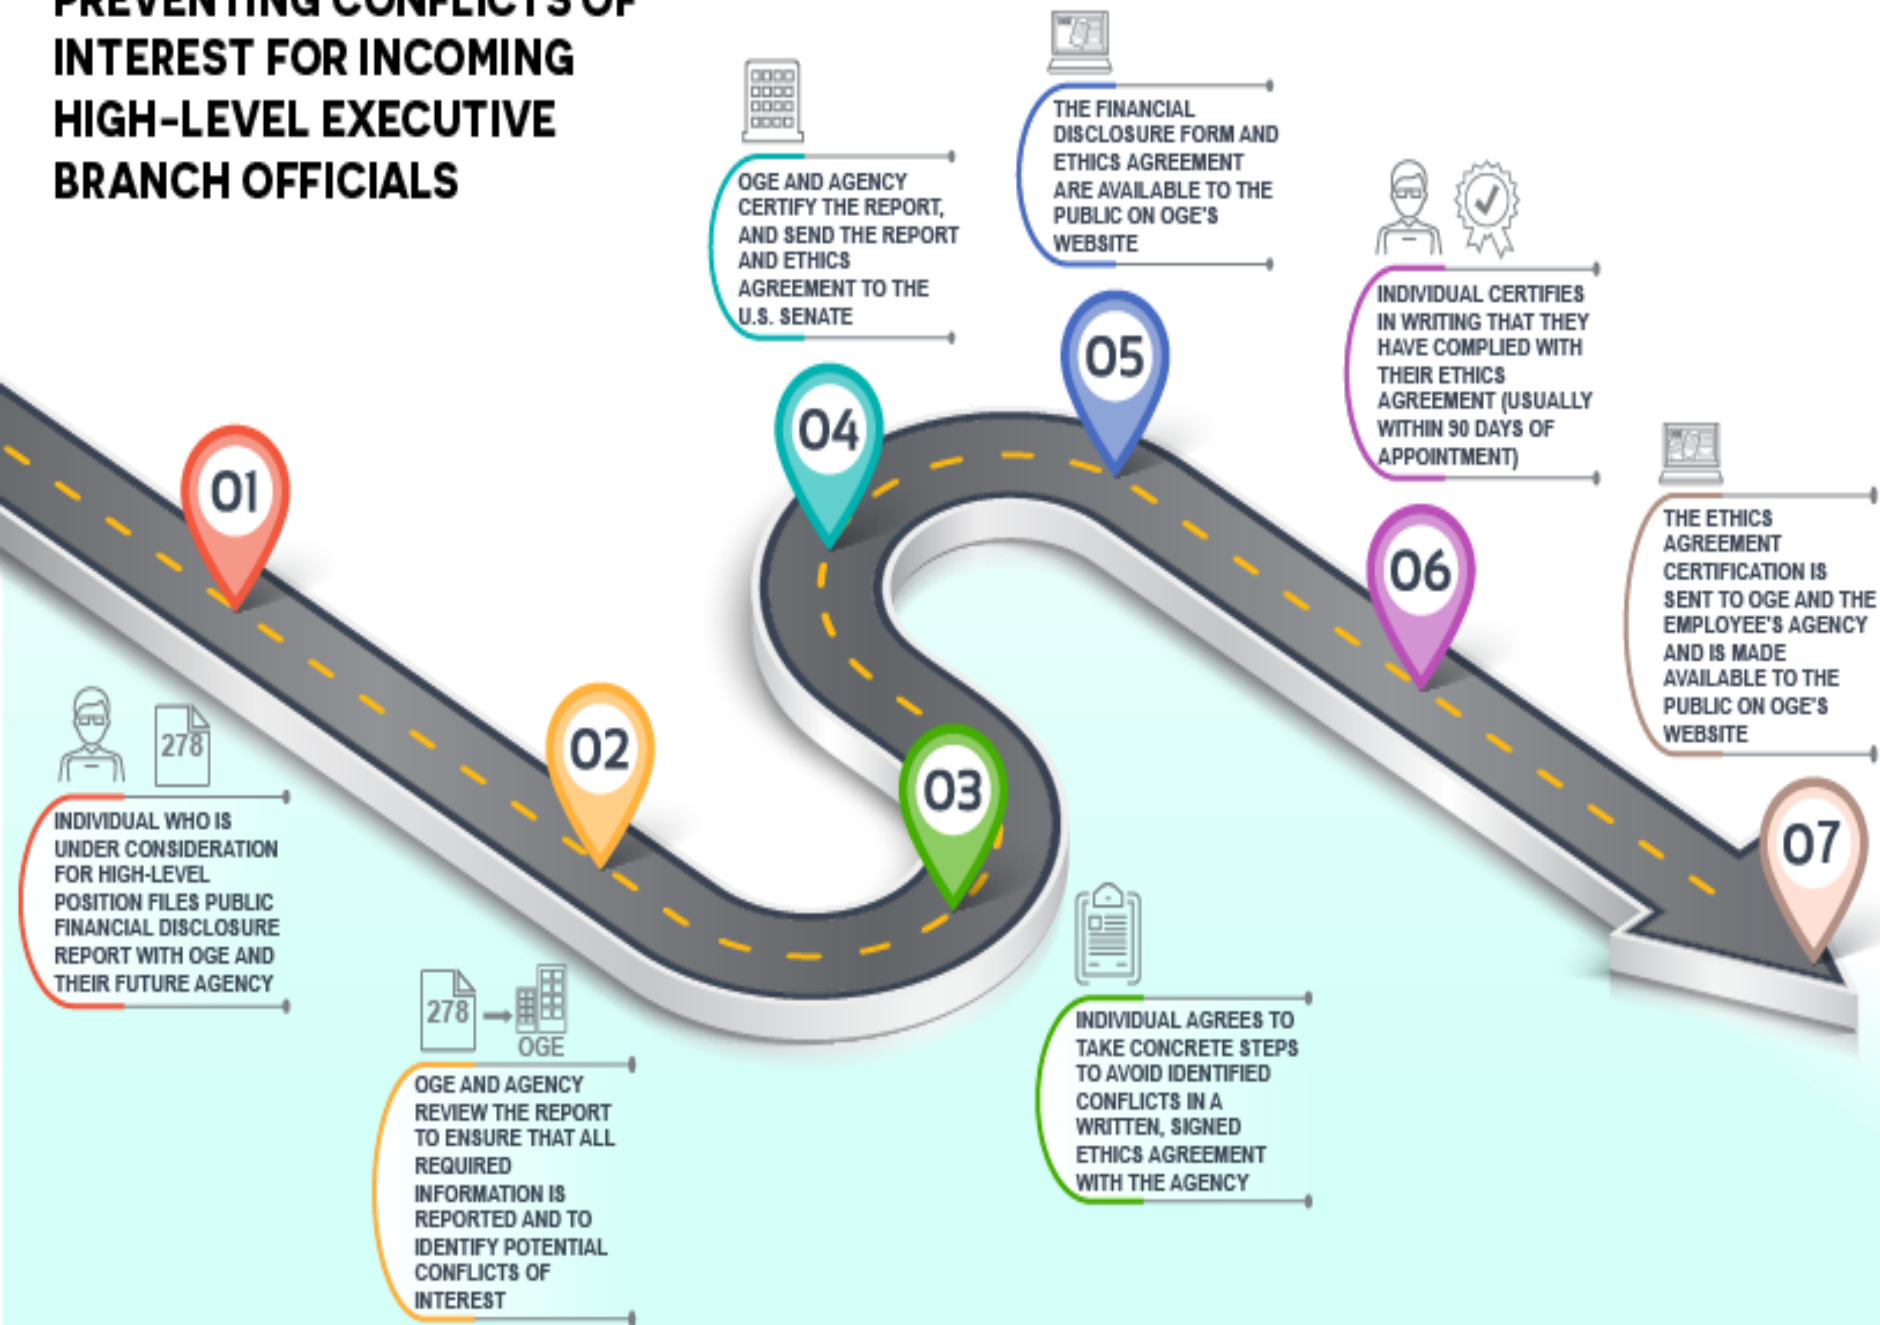 PREVENTING CONFLICTS OF
INTEREST FOR INCOMING
HIGH-LEVEL EXECUTIVE
BRANCH OFFICIALS
01
278
INDIVIDUAL WHO IS
UNDER CONSIDERATION
FOR HIGH-LEVEL
POSITION FILES PUBLIC
FINANCIAL DISCLOSURE
REPORT WITH OGE AND
THEIR FUTURE AGENCY
02
278
OGE
OGE AND AGENCY
REVIEW THE REPORT
TO ENSURE THAT ALL
REQUIRED
INFORMATION IS
REPORTED AND TO
IDENTIFY POTENTIAL
CONFLICTS OF
INTEREST
03
INDIVIDUAL AGREES TO
TAKE CONCRETE STEPS
TO AVOID IDENTIFIED
CONFLICTS IN A
WRITTEN, SIGNED
ETHICS AGREEMENT
WITH THE AGENCY
04
OGE AND AGENCY
CERTIFY THE REPORT,
AND SEND THE REPORT
AND ETHICS
AGREEMENT TO THE
U.S. SENATE
05
THE FINANCIAL
DISCLOSURE FORM AND
ETHICS AGREEMENT
ARE AVAILABLE TO THE
PUBLIC ON OGE'S
WEBSITE
06
INDIVIDUAL CERTIFIES
IN WRITING THAT THEY
HAVE COMPLIED WITH
THEIR ETHICS
AGREEMENT (USUALLY
WITHIN 90 DAYS OF
APPOINTMENT)
07
THE ETHICS
AGREEMENT
CERTIFICATION IS
SENT TO OGE AND THE
EMPLOYEE'S AGENCY
AND IS MADE
AVAILABLE TO THE
PUBLIC ON OGE'S
WEBSITE